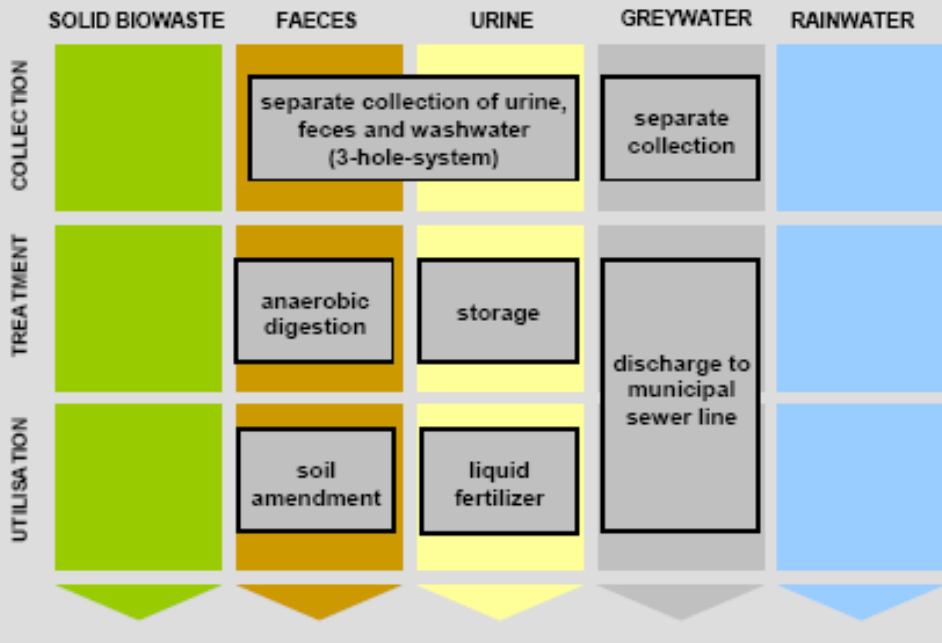 SOLID BIOWASTE FAECES URINE GREYWATER RAINWATER
COLLECTION
separate collection of urine,
feces and washwater
(3-hole-system)
separate
collection
TREATMENT
anaerobic
digestion
storage
discharge to
municipal
sewer line
UTILISATION
soil
amendment
liquid
fertilizer